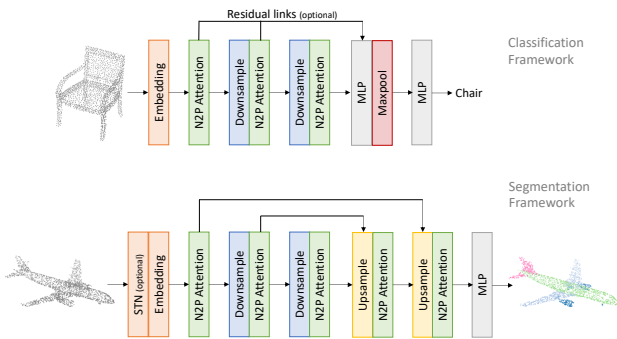 Residual links (optional)
Classification
Framework
Embedding
N2P Attention
Downsample
N2P Attention
Downsample
N2P Attention
MLP
Maxpool
MLP
Chair
Segmentation
Framework
STN (optional)
Embedding
N2P Attention
Downsample
N2P Attention
Downsample
N2P Attention
Upsample
N2P Attention
Upsample
N2P Attention
MLP